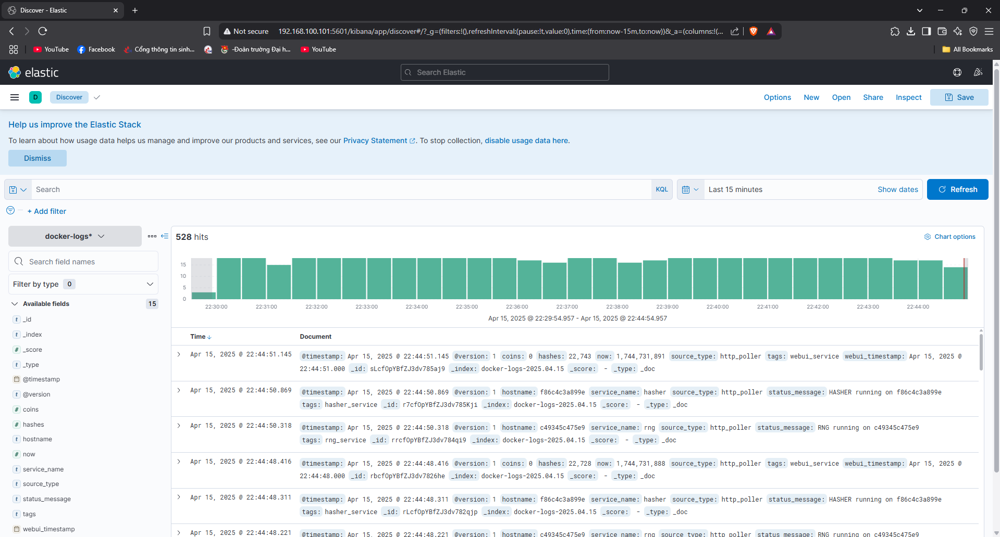 Discover - Elastic
Not secure 192.168.100.101:5601/kibana/app/discover#/?_g=(filters:!(),refreshInterval:(pause:!t,value:0),time:(from:now-15m,to:now))&_a=(columns:!(...
YouTube Facebook Cổng thông tin sinh... -Đoàn trường Đại h... YouTube All Bookmarks
elastic Search Elastic
D Discover Options New Open Share Inspect Save
Help us improve the Elastic Stack
To learn about how usage data helps us manage and improve our products and services, see our Privacy Statement. To stop collection, disable usage data here.
Dismiss
Search KQL Last 15 minutes Show dates Refresh
+ Add filter
docker-logs* 528 hits Chart options
Search field names
Filter by type 0
Available fields 15
_id
_index
_score
_type
@timestamp
@version
coins
hashes
hostname
now
service_name
source_type
status_message
tags
webui_timestamp
15
10
5
0
22:30:00 22:31:00 22:32:00 22:33:00 22:34:00 22:35:00 22:36:00 22:37:00 22:38:00 22:39:00 22:40:00 22:41:00 22:42:00 22:43:00 22:44:00
Apr 15, 2025 @ 22:29:54.957 - Apr 15, 2025 @ 22:44:54.957
Time Document
Apr 15, 2025 @ 22:44:51.145 @timestamp: Apr 15, 2025 @ 22:44:51.145 @version: 1 coins: 0 hashes: 22,743 now: 1,744,731,891 source_type: http_poller tags: webui_service webui_timestamp: Apr 15, 2025 @
22:44:51.000 _id: sLcfOpYBfZJ3dv785aj9 _index: docker-logs-2025.04.15 _score: - _type: _doc
Apr 15, 2025 @ 22:44:50.869 @timestamp: Apr 15, 2025 @ 22:44:50.869 @version: 1 hostname: f86c4c3a899e service_name: hasher source_type: http_poller status_message: HASHER running on f86c4c3a899e
tags: hasher_service _id: r7cfOpYBfZJ3dv785Kji _index: docker-logs-2025.04.15 _score: - _type: _doc
Apr 15, 2025 @ 22:44:50.318 @timestamp: Apr 15, 2025 @ 22:44:50.318 @version: 1 hostname: c49345c475e9 service_name: rng source_type: http_poller status_message: RNG running on c49345c475e9
tags: rng_service _id: rrcfOpYBfZJ3dv784qi9 _index: docker-logs-2025.04.15 _score: - _type: _doc
Apr 15, 2025 @ 22:44:48.416 @timestamp: Apr 15, 2025 @ 22:44:48.416 @version: 1 coins: 0 hashes: 22,728 now: 1,744,731,888 source_type: http_poller tags: webui_service webui_timestamp: Apr 15, 2025 @
22:44:48.000 _id: rbcfOpYBfZJ3dv7826he _index: docker-logs-2025.04.15 _score: - _type: _doc
Apr 15, 2025 @ 22:44:48.311 @timestamp: Apr 15, 2025 @ 22:44:48.311 @version: 1 hostname: f86c4c3a899e service_name: hasher source_type: http_poller status_message: HASHER running on f86c4c3a899e
tags: hasher_service _id: rLcfOpYBfZJ3dv782qjp _index: docker-logs-2025.04.15 _score: - _type: _doc
Apr 15, 2025 @ 22:44:48.221 @timestamp: Apr 15, 2025 @ 22:44:48.221 @version: 1 hostname: c49345c475e9 service_name: rng source_type: http_poller status_message: RNG running on c49345c475e9